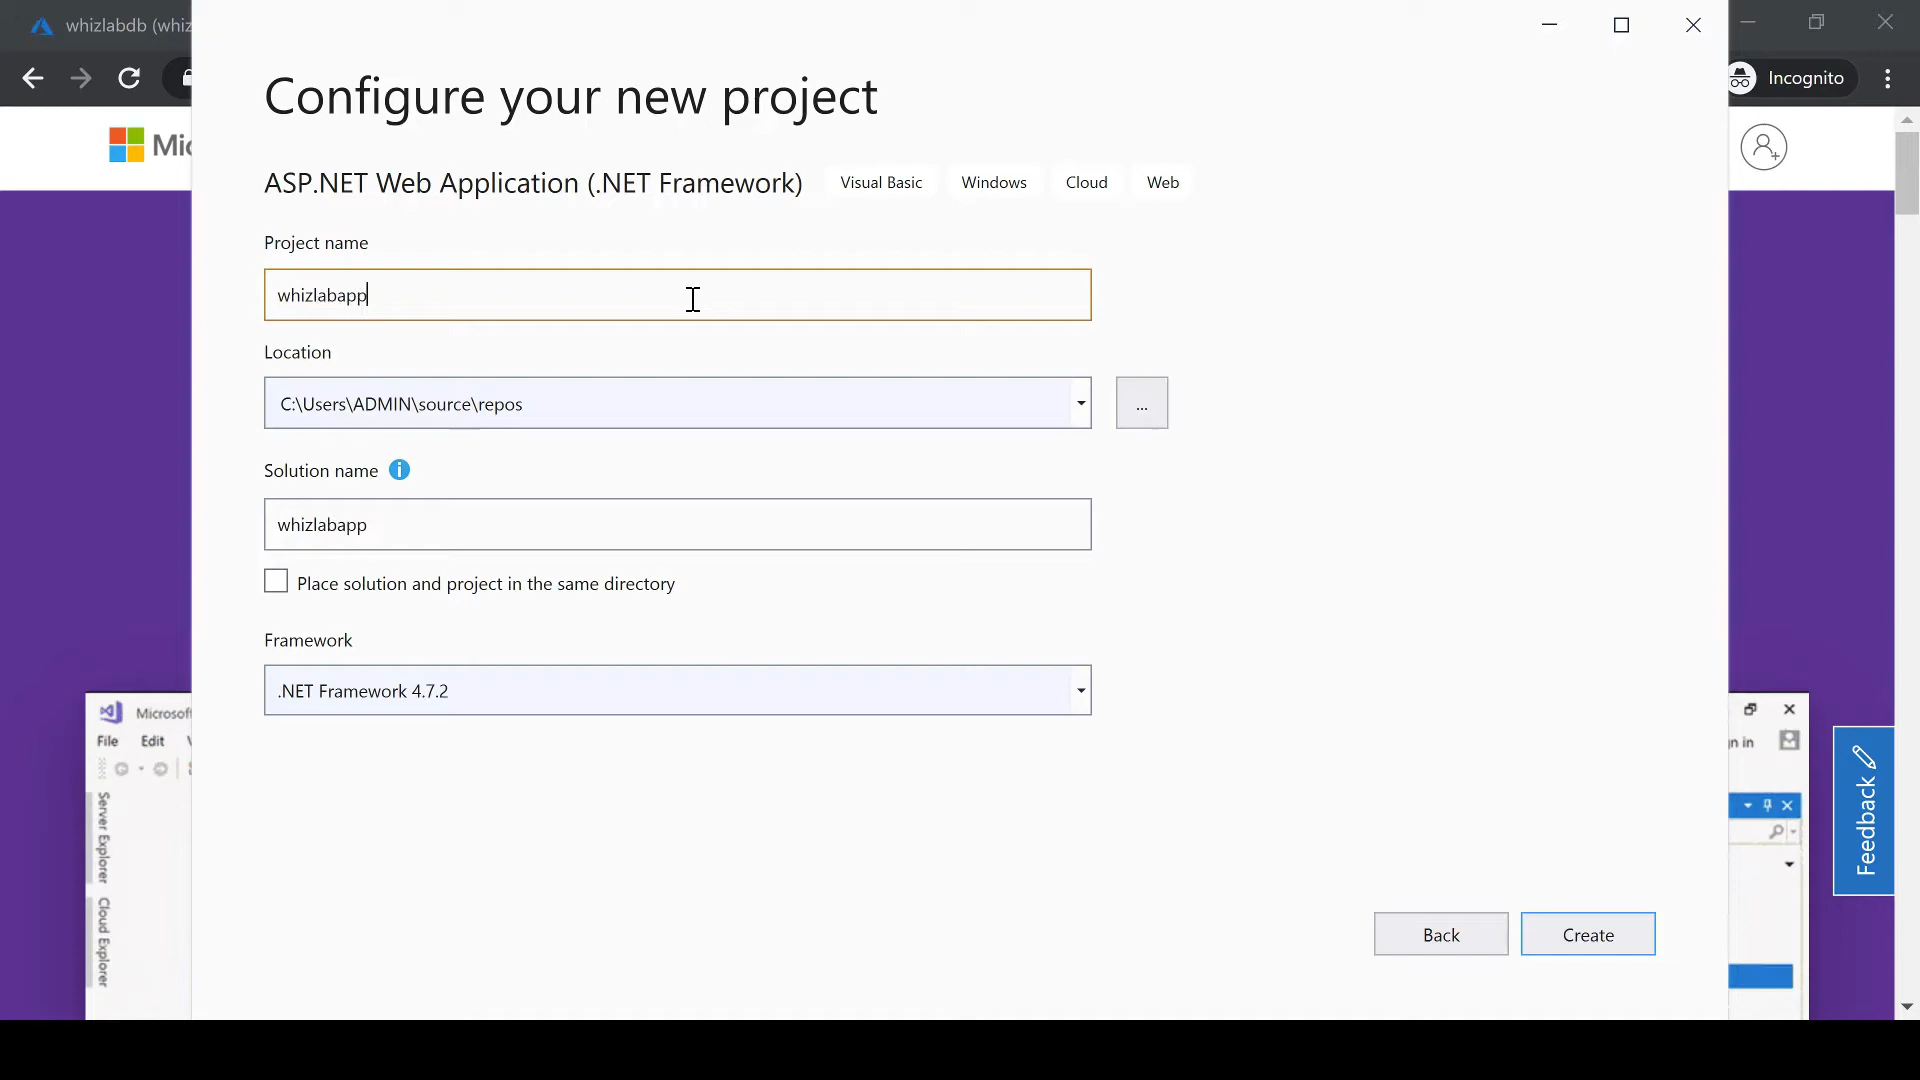 whizlabdb (whiz
Incognito
Mic
Configure your new project
ASP.NET Web Application (.NET Framework) Visual Basic Windows Cloud Web
Project name
whizlabapp
Location
C:\Users\ADMIN\source\repos
...
Solution name
whizlabapp
Place solution and project in the same directory
Framework
.NET Framework 4.7.2
Back Create
Microsof
File Edit V
Server Explorer
Cloud Explorer
n in
Feedback